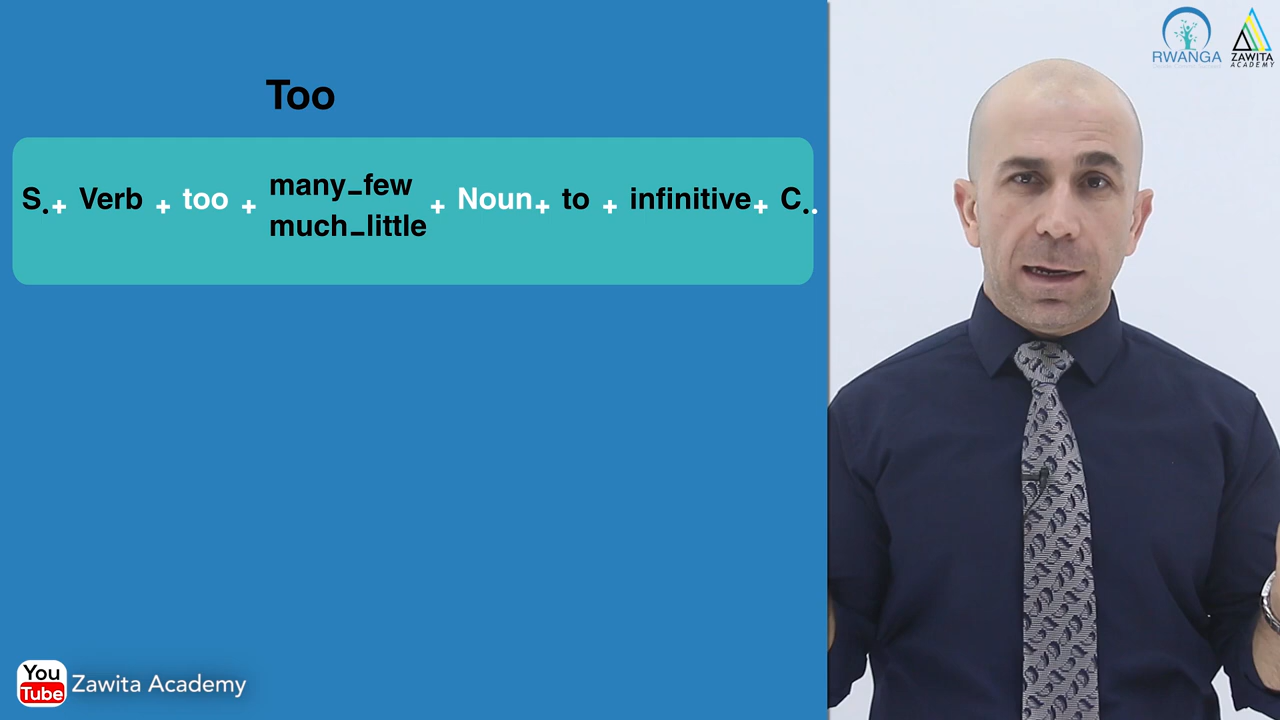 RWANGA
ZAWITA
ACADEMY
Too
many_few
S.+ Verb + too + + Noun+ to + infinitive+ C..
much_little
You
Tube
Zawita Academy